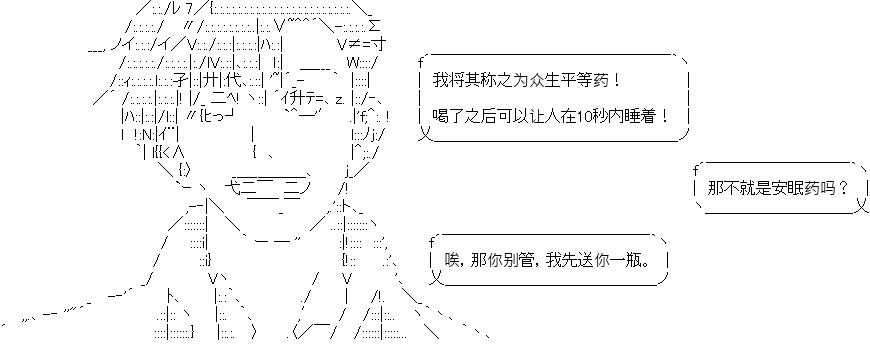 我将其称之为众生平等药！
喝了之后可以让人在10秒内睡着！
那不就是安眠药吗？
唉，那你别管，我先送你一瓶。